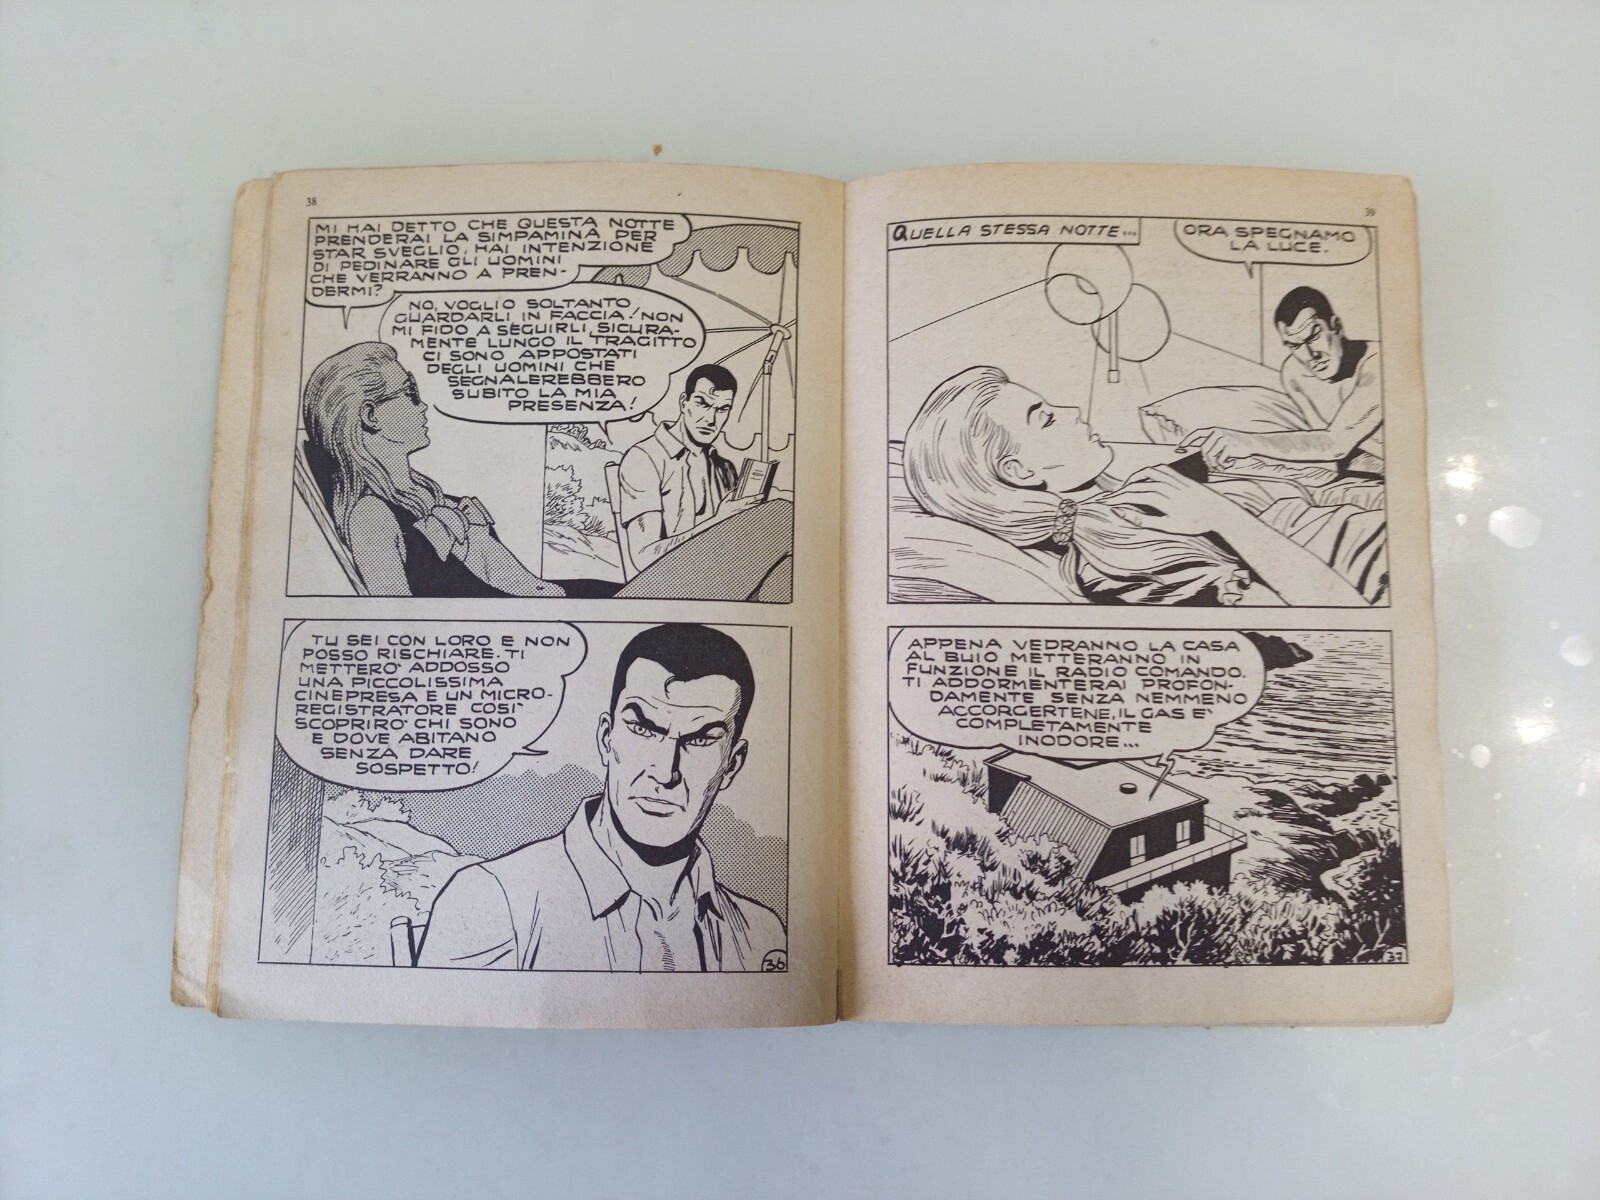 38
MI HAI DETTO CHE QUESTA NOTTE
PRENDERAI LA SIMPAMINA PER
STAR SVEGLIO, HAI INTENZIONE
DI PEDINARE GLI UOMINI
CHE VERRANNO A PREN-
DERMI?
NO, VOGLIO SOLTANTO
GUARDARLI IN FACCIA! NON
MI FIDO A SEGUIRLI, SICURA-
MENTE LUNGO IL TRAGITTO
CI SONO APPOSTATI
DEGLI UOMINI CHE
SEGNALEREBBERO
SUBITO LA MIA
PRESENZA!
TU SEI CON LORO E NON
POSSO RISCHIARE. TI
METTERO' ADDOSSO
UNA PICCOLISSIMA
CINEPRESA E UN MICRO-
REGISTRATORE COSI'
SCOPRIRO' CHI SONO
E DOVE ABITANO
SENZA DARE
SOSPETTO!
36
39
QUELLA STESSA NOTTE...
ORA SPEGNAMO
LA LUCE.
APPENA VEDRANNO LA CASA
AL BUIO METTERANNO IN
FUNZIONE IL RADIO COMANDO.
TI ADDORMENTERAI PROFON-
DAMENTE SENZA NEMMENO
ACCORGERTENE, IL GAS E'
COMPLETAMENTE
INODORE...
37